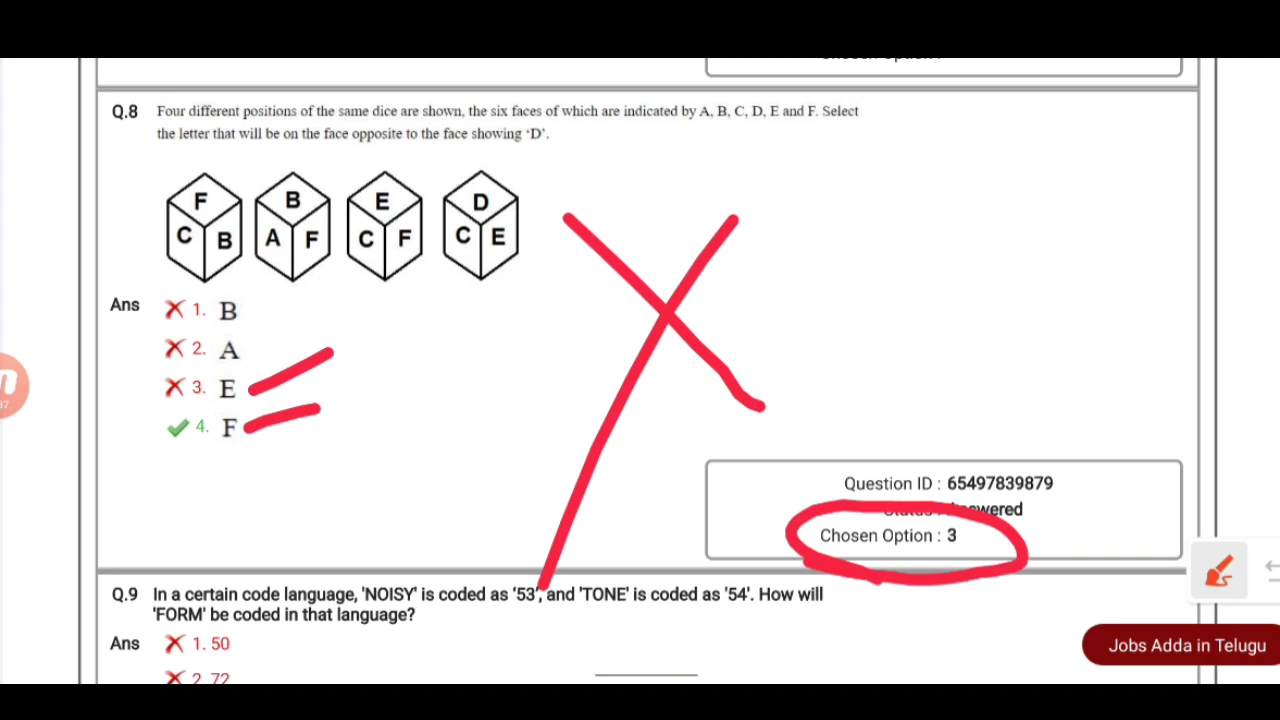 Q.8 Four different positions of the same dice are shown, the six faces of which are indicated by A, B, C, D, E and F. Select
the letter that will be on the face opposite to the face showing ‘D’.
F B E D
C B A F C F C E
Ans 1. B
2. A
3. E
4. F
Question ID : 65497839879
Chosen Option : 3
Q.9 In a certain code language, 'NOISY' is coded as '53', and 'TONE' is coded as '54'. How will
'FORM' be coded in that language?
Ans 1. 50
2. 72
Jobs Adda in Telugu